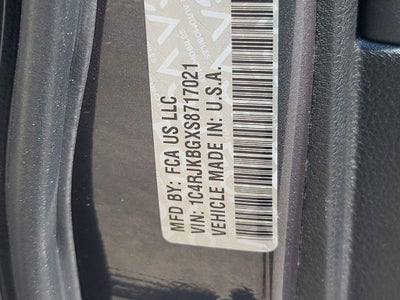 MFD BY: FCA US LLC
VIN: 1C4RJKBGXS8717021
VEHICLE MADE IN: U.S.A.